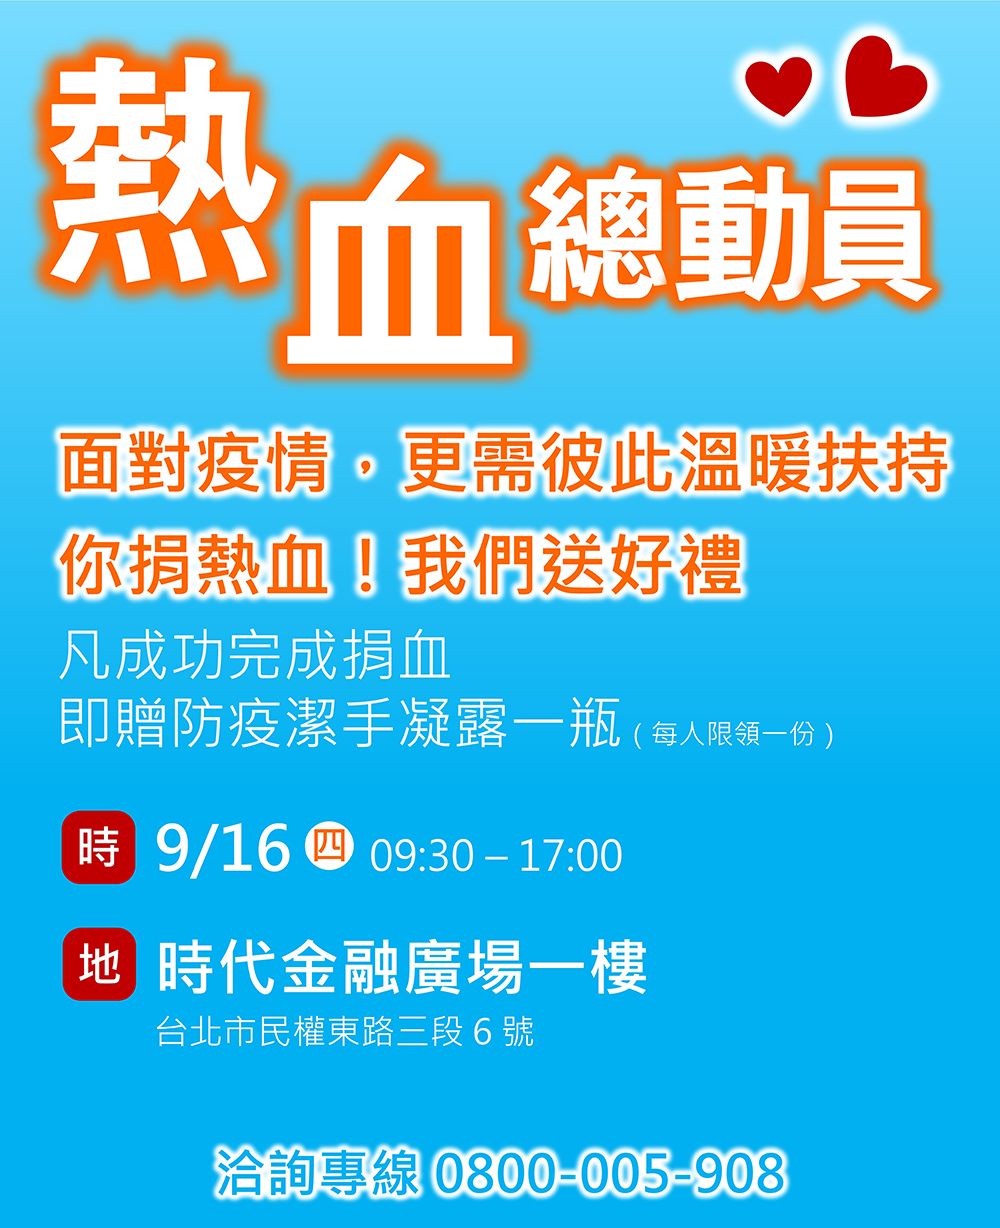 熱血總動員
面對疫情，更需彼此溫暖扶持
你捐熱血！我們送好禮
凡成功完成捐血
即贈防疫潔手凝露一瓶（每人限領一份）
時 9/16 四 09:30 – 17:00
地 時代金融廣場一樓
台北市民權東路三段 6 號
洽詢專線 0800-005-908